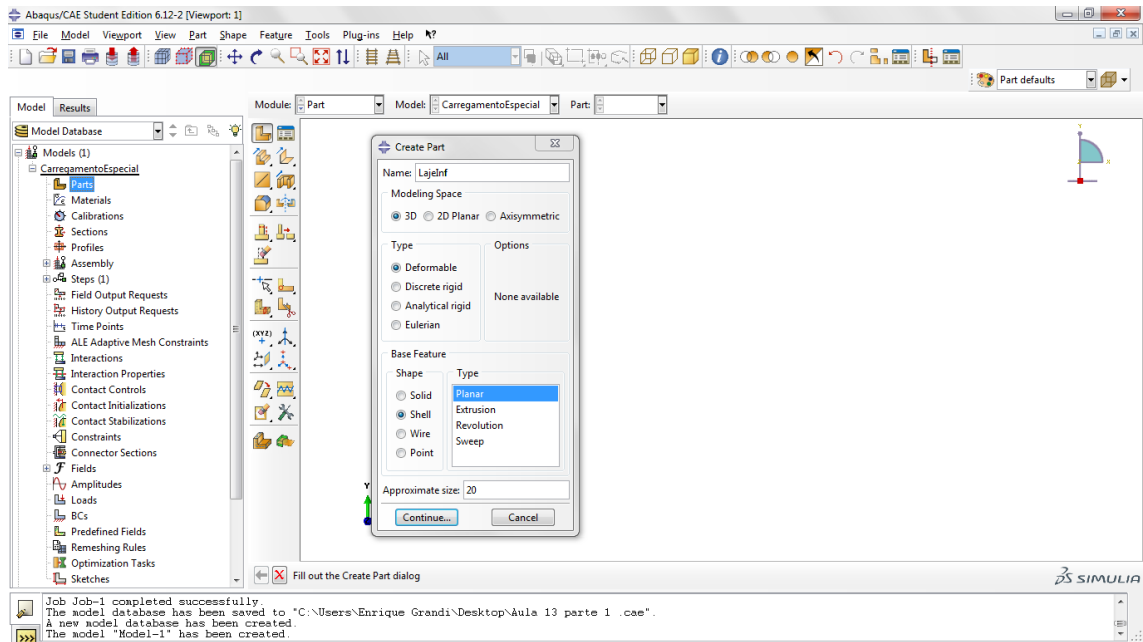 Abaqus/CAE Student Edition 6.12-2 [Viewport: 1]
File Model Viewport View Part Shape Feature Tools Plug-ins Help
All
Part defaults
Model Results
Module: Part Model: CarregamentoEspecial Part:
Model Database
Models (1)
CarregamentoEspecial
Parts
Materials
Calibrations
Sections
Profiles
Assembly
Steps (1)
Field Output Requests
History Output Requests
Time Points
ALE Adaptive Mesh Constraints
Interactions
Interaction Properties
Contact Controls
Contact Initializations
Contact Stabilizations
Constraints
Connector Sections
Fields
Amplitudes
Loads
BCs
Predefined Fields
Remeshing Rules
Optimization Tasks
Sketches
(XYZ)
Create Part
Name: LajeInf
Modeling Space
3D 2D Planar Axisymmetric
Type
Deformable
Discrete rigid
Analytical rigid
Eulerian
Options
None available
Base Feature
Shape
Solid
Shell
Wire
Point
Type
Planar
Extrusion
Revolution
Sweep
Approximate size: 20
Continue... Cancel
Y
Y
X
Fill out the Create Part dialog
SIMULIA
Job Job-1 completed successfully.
The model database has been saved to "C:\Users\Enrique Grandi\Desktop\Aula 13 parte 1 .cae".
A new model database has been created.
The model "Model-1" has been created.
>>>